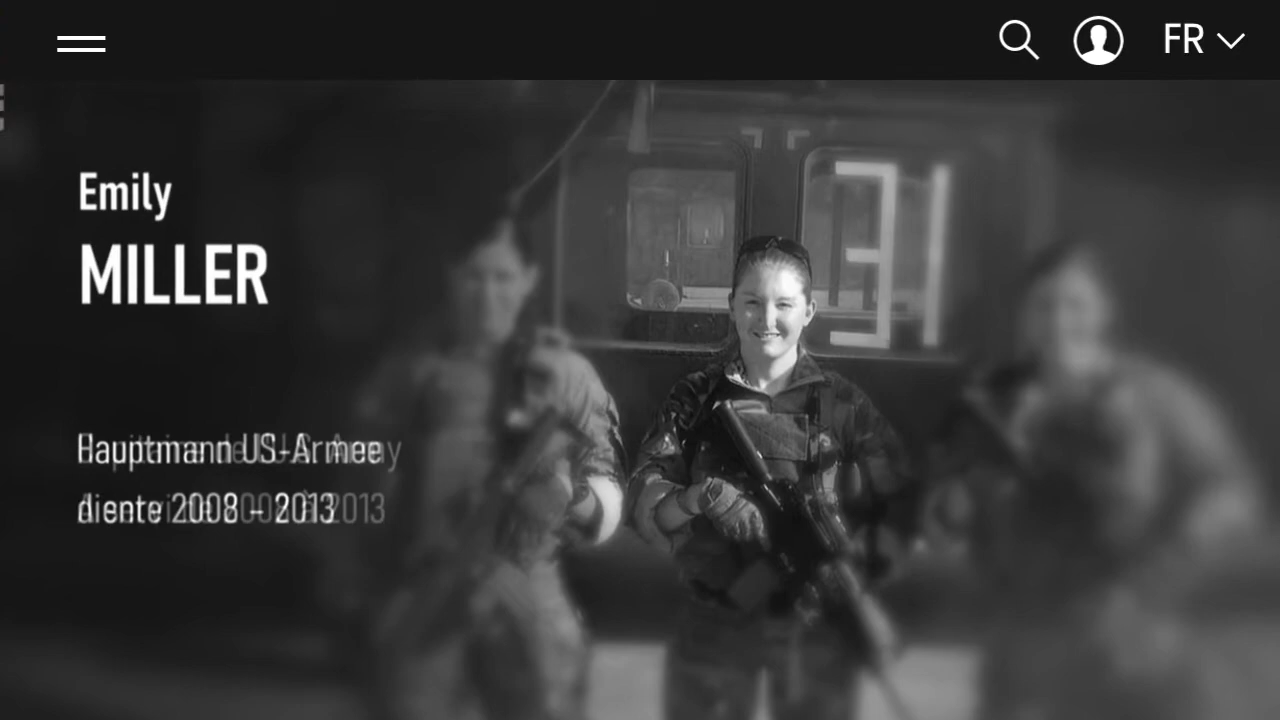 FR
Emily
MILLER
Hauptmann US-Armee
diente 2008 – 2013